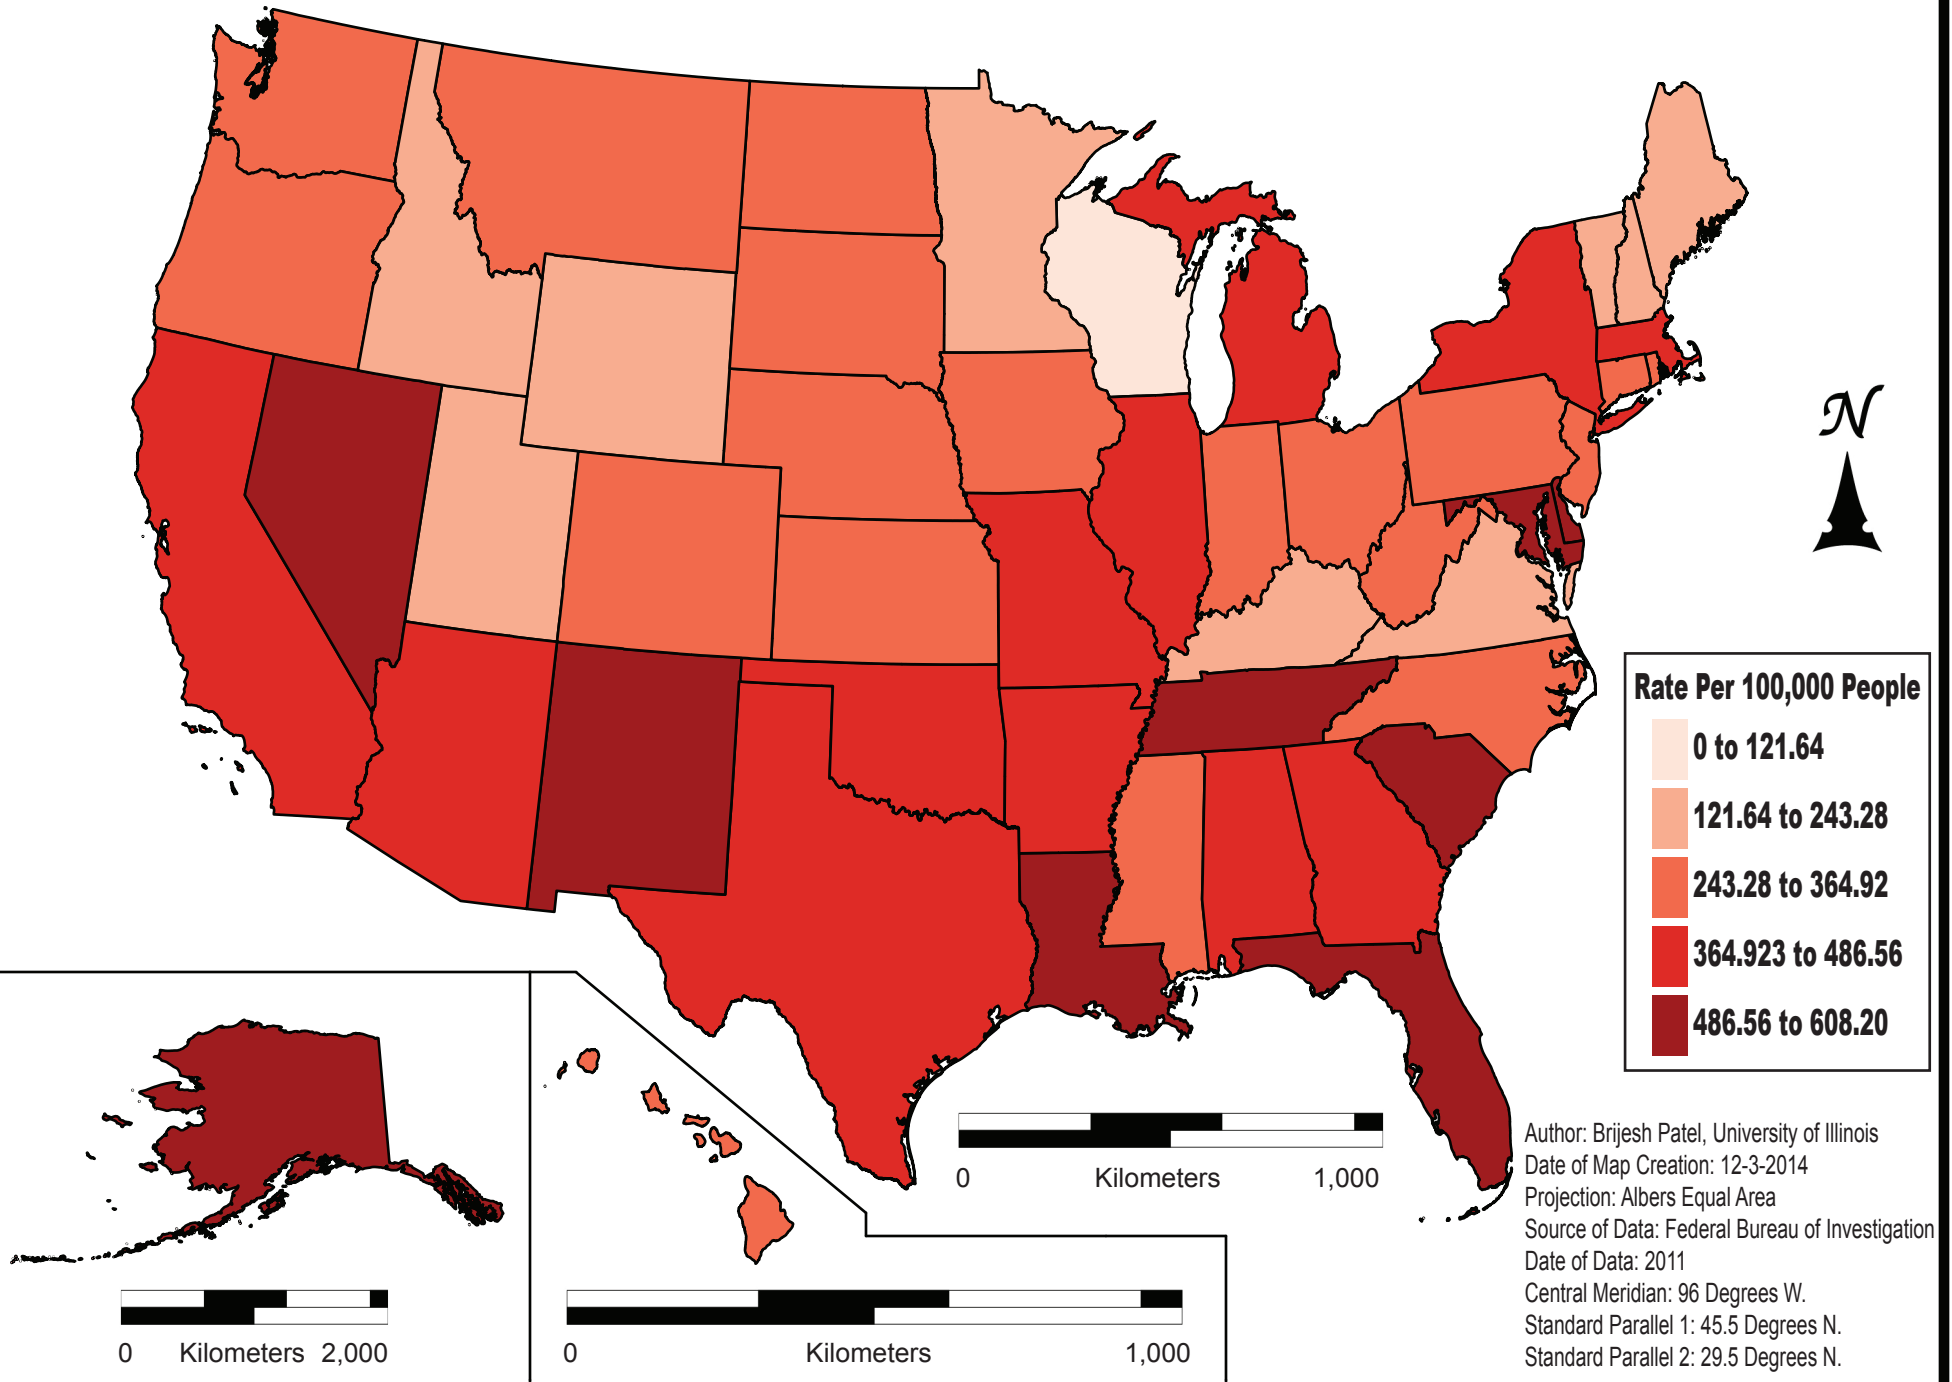 N
Rate Per 100,000 People
0 to 121.64
121.64 to 243.28
243.28 to 364.92
364.923 to 486.56
486.56 to 608.20
0 Kilometers 1,000
Author: Brijesh Patel, University of Illinois
Date of Map Creation: 12-3-2014
Projection: Albers Equal Area
Source of Data: Federal Bureau of Investigation
Date of Data: 2011
Central Meridian: 96 Degrees W.
Standard Parallel 1: 45.5 Degrees N.
Standard Parallel 2: 29.5 Degrees N.
0 Kilometers 2,000
0 Kilometers 1,000